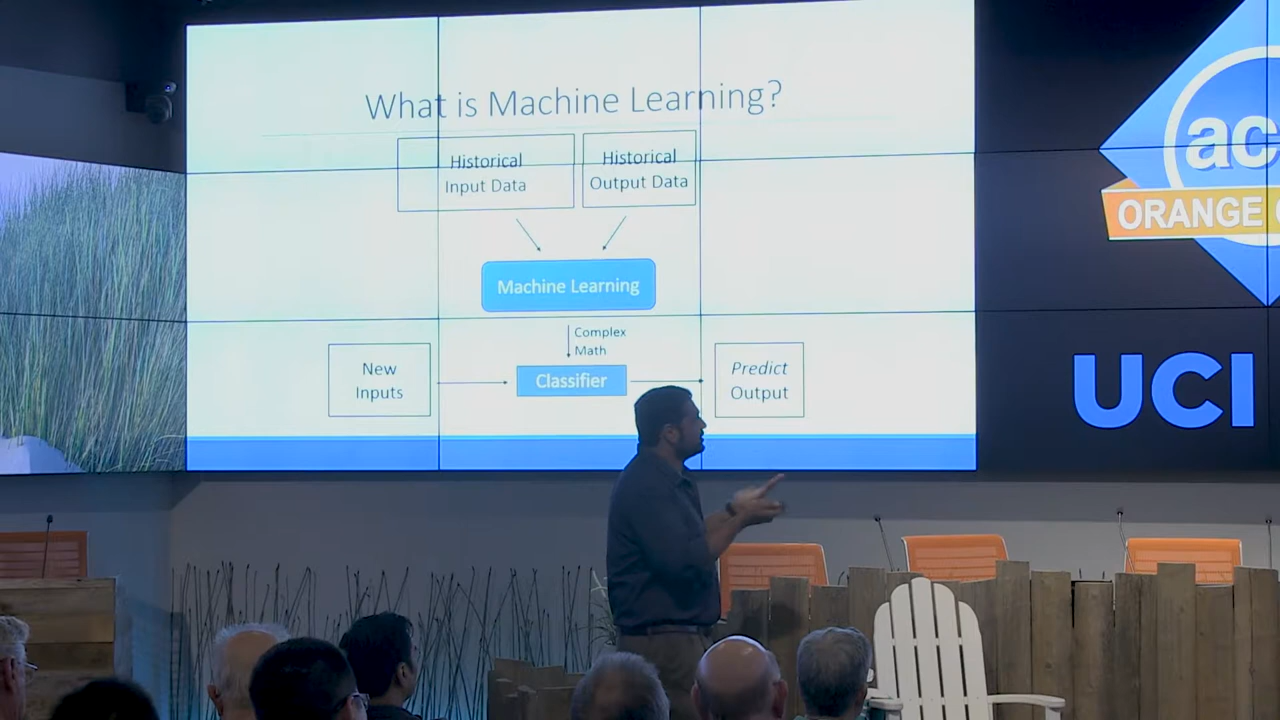 What is Machine Learning?
Historical
Input Data
Historical
Output Data
Machine Learning
Complex
Math
New
Inputs
Classifier
Predict
Output
ORANGE
UCI